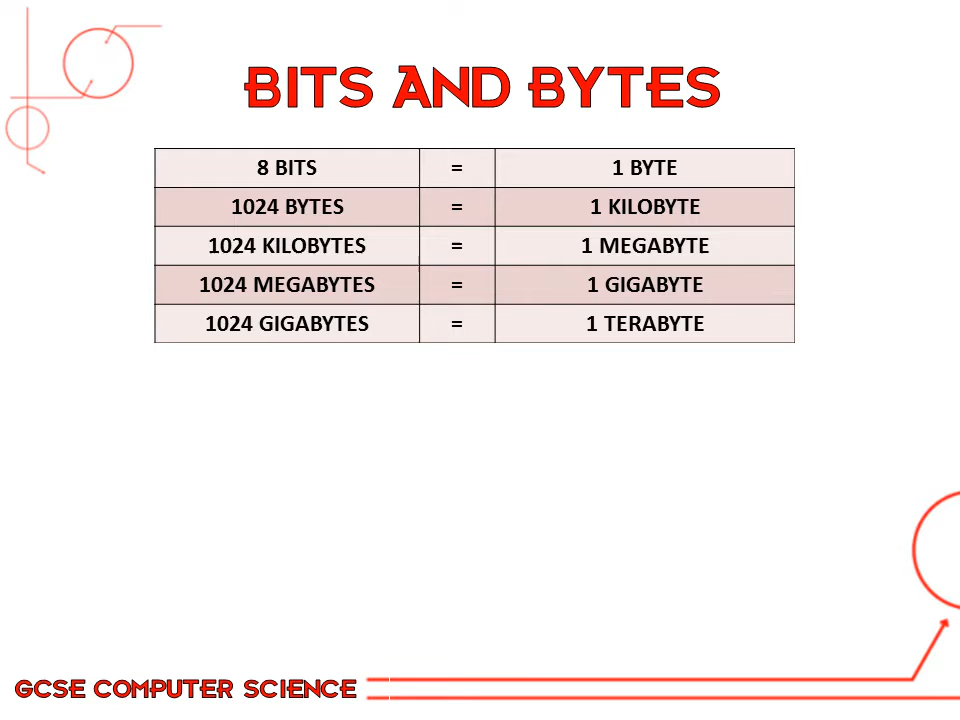 BITS AND BYTES
8 BITS = 1 BYTE
1024 BYTES = 1 KILOBYTE
1024 KILOBYTES = 1 MEGABYTE
1024 MEGABYTES = 1 GIGABYTE
1024 GIGABYTES = 1 TERABYTE
GCSE COMPUTER SCIENCE